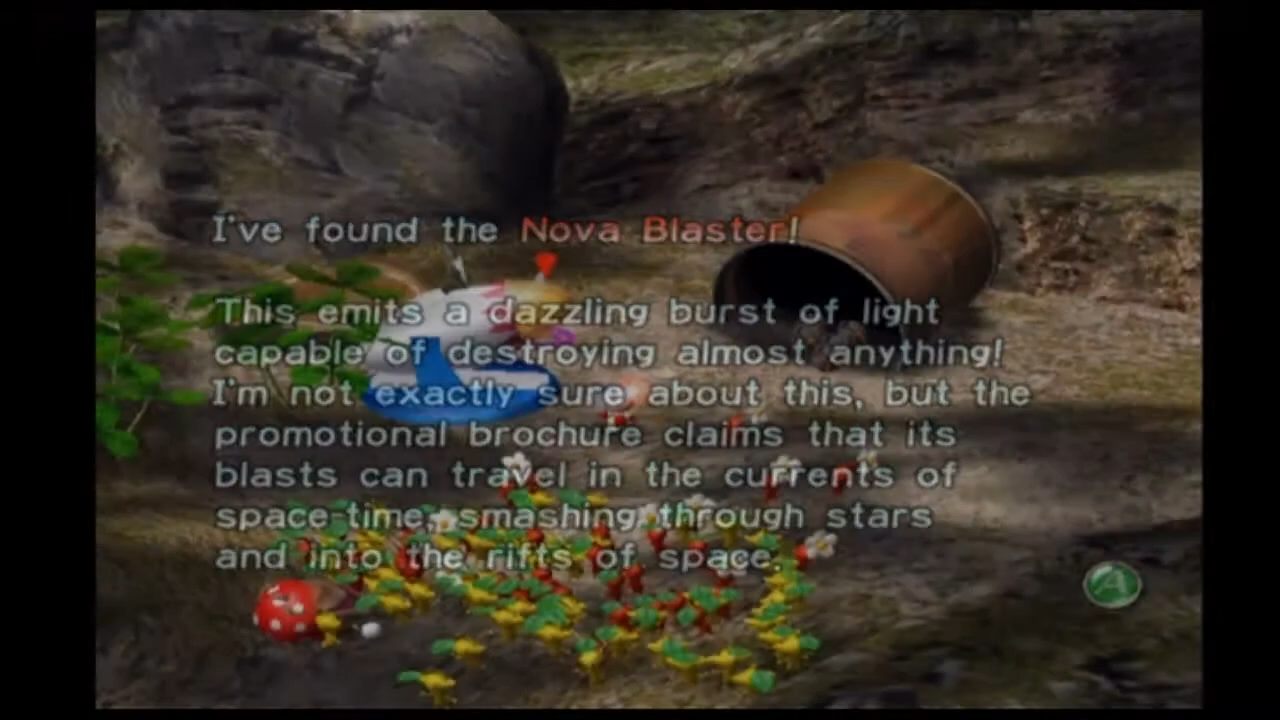 I've found the Nova Blaster!
This emits a dazzling burst of light
capable of destroying almost anything!
I'm not exactly sure about this, but the
promotional brochure claims that its
blasts can travel in the currents of
space-time, smashing through stars
and into the rifts of space.
A